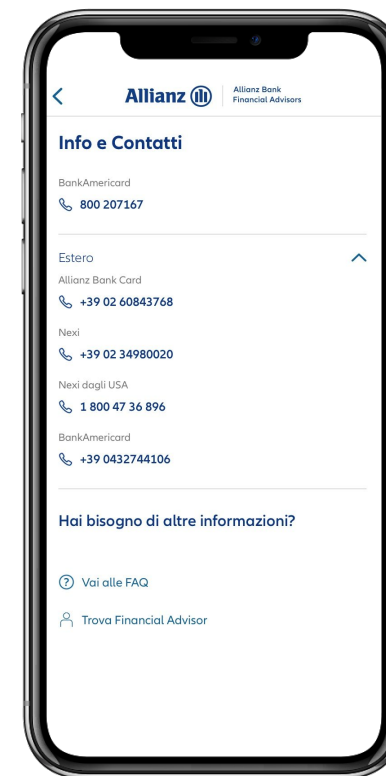 Allianz
Allianz Bank
Financial Advisors
Info e Contatti
BankAmericard
800 207167
Estero
Allianz Bank Card
+39 02 60843768
Nexi
+39 02 34980020
Nexi dagli USA
1 800 47 36 896
BankAmericard
+39 0432744106
Hai bisogno di altre informazioni?
Vai alle FAQ
Trova Financial Advisor